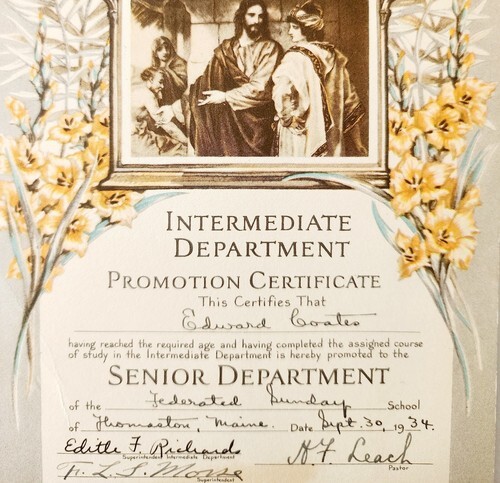 INTERMEDIATE
DEPARTMENT
PROMOTION CERTIFICATE
This Certifies That
Edward Coates
having reached the required age and having completed the assigned course
of study in the Intermediate Department is hereby promoted to the
SENIOR DEPARTMENT
of the Federated Sunday School
of Thomaston, Maine. Date Sept. 30, 1934.
Edith F. Richards H. F. Leach
Superintendent Intermediate Department Pastor
F. L. S. Morse
Superintendent